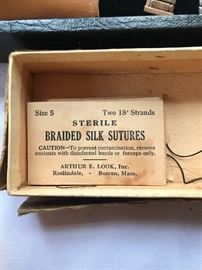 Size 5 Two 18" Strands
STERILE
BRAIDED SILK SUTURES
CAUTION—To prevent contamination, remove
contents with disinfected hands or forceps only.
ARTHUR E. LOOK, Inc.
Roslindale, - Boston, Mass.